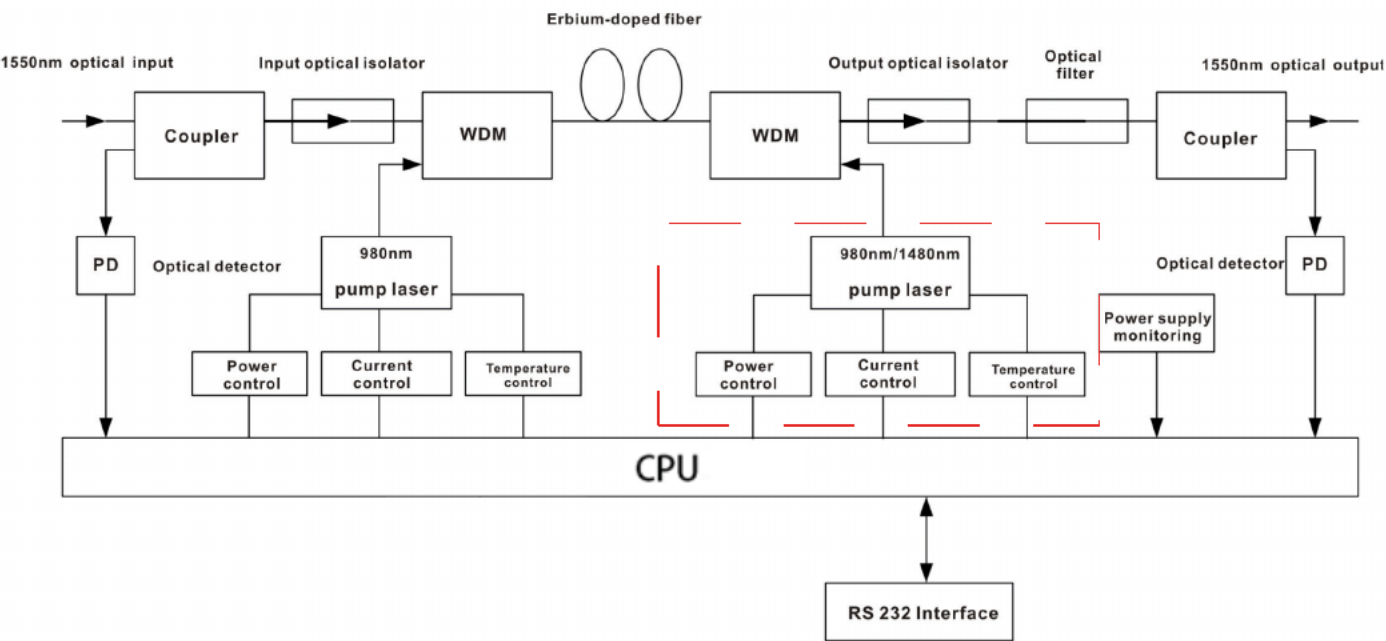 Erbium-doped fiber
1550nm optical input
Input optical isolator
Output optical isolator
Optical
filter
1550nm optical output
Coupler
WDM
WDM
Coupler
PD
Optical detector
980nm
pump laser
980nm/1480nm
pump laser
Optical detector
PD
Power supply
monitoring
Power
control
Current
control
Temperature
control
Power
control
Current
control
Temperature
control
CPU
RS 232 Interface